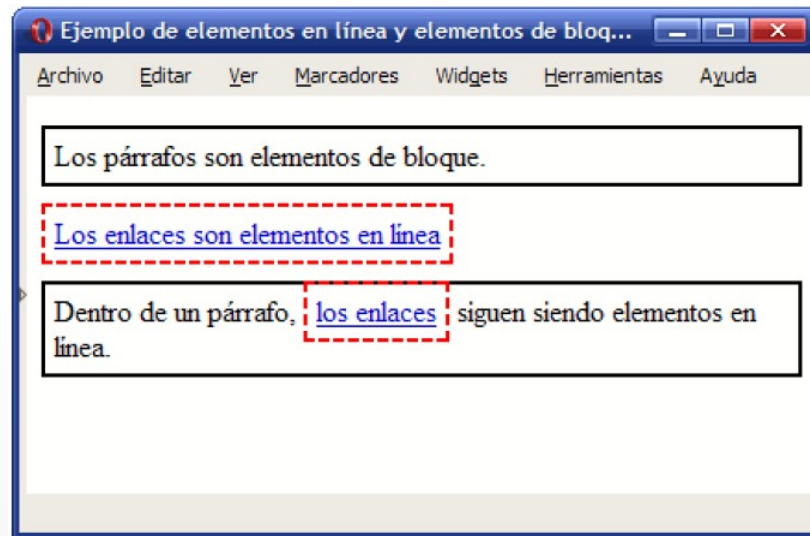 Ejemplo de elementos en línea y elementos de bloq...
Archivo Editar Ver Marcadores Widgets Herramientas Ayuda
Los párrafos son elementos de bloque.
Los enlaces son elementos en línea
Dentro de un párrafo, los enlaces siguen siendo elementos en
línea.